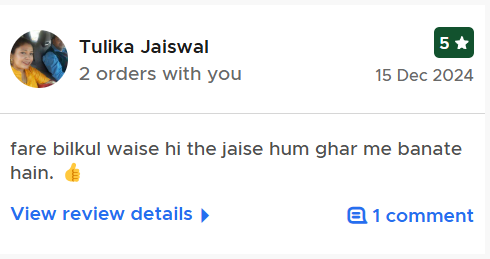 Tulika Jaiswal
5 ★
2 orders with you
15 Dec 2024
fare bilkul waise hi the jaise hum ghar me banate
hain. 👍
View review details
1 comment